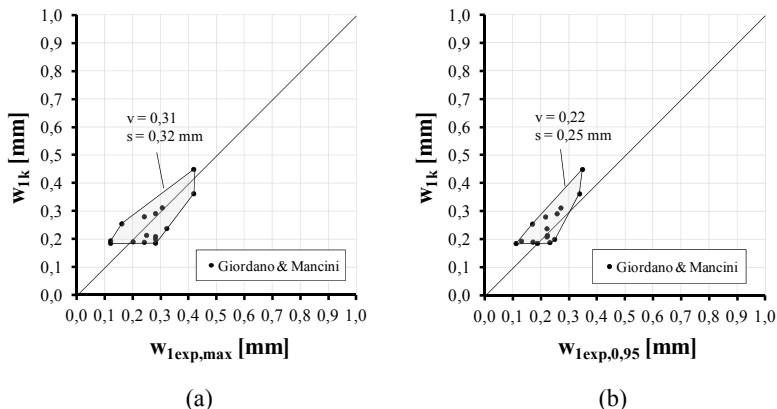 1,0
0,9
0,8
0,7
0,6
0,5
0,4
0,3
0,2
0,1
0,0
w1k [mm]
v = 0,31
s = 0,32 mm
Giordano & Mancini
0,0 0,1 0,2 0,3 0,4 0,5 0,6 0,7 0,8 0,9 1,0
w1exp,max [mm]
(a)
1,0
0,9
0,8
0,7
0,6
0,5
0,4
0,3
0,2
0,1
0,0
w1k [mm]
v = 0,22
s = 0,25 mm
Giordano & Mancini
0,0 0,1 0,2 0,3 0,4 0,5 0,6 0,7 0,8 0,9 1,0
w1exp,0,95 [mm]
(b)